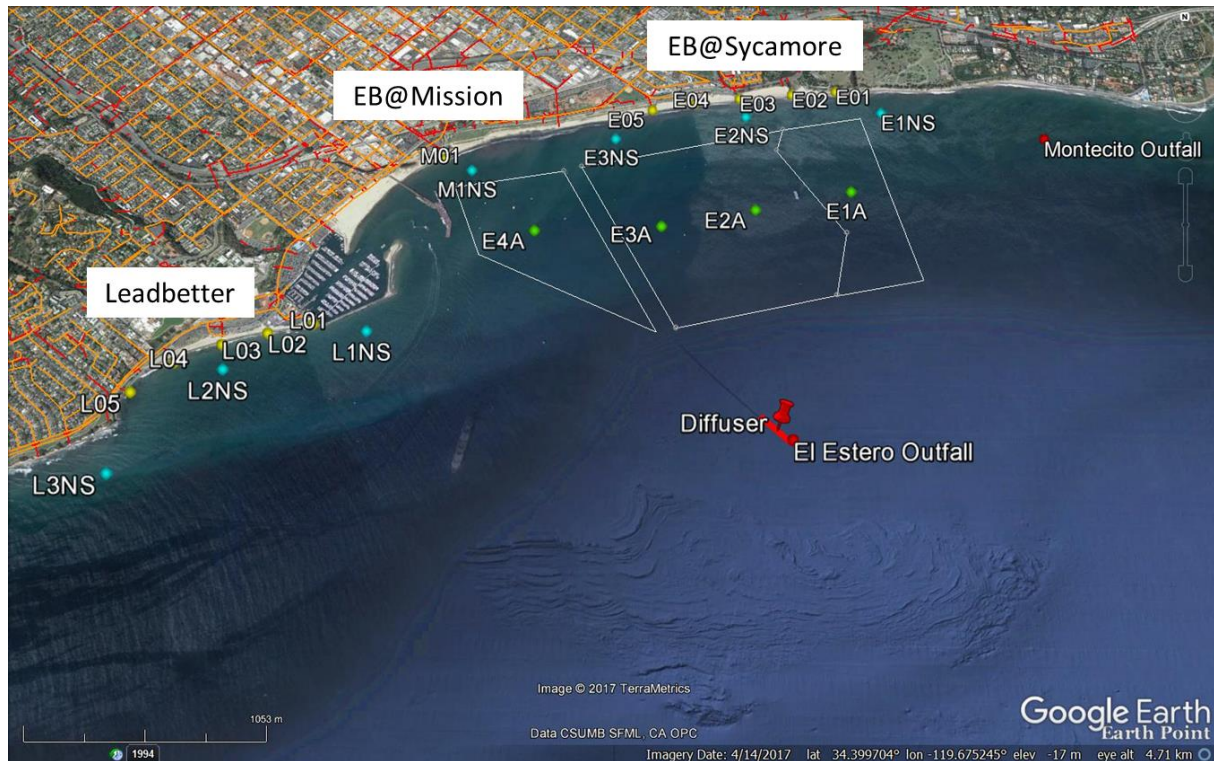 N
EB@Sycamore
EB@Mission
E05
E04
E03
E02
E01
E2NS
E1NS
E3NS
Montecito Outfall
M01
M1NS
E4A
E3A
E2A
E1A
Leadbetter
L01
L02
L03
L04
L05
L1NS
L2NS
L3NS
Diffuser
El Estero Outfall
Image © 2017 TerraMetrics
Data CSUMB SFML, CA OPC
Google Earth
Earth Point
1053 m
1994
Imagery Date: 4/14/2017 lat 34.399704° lon -119.675245° elev -17 m eye alt 4.71 km